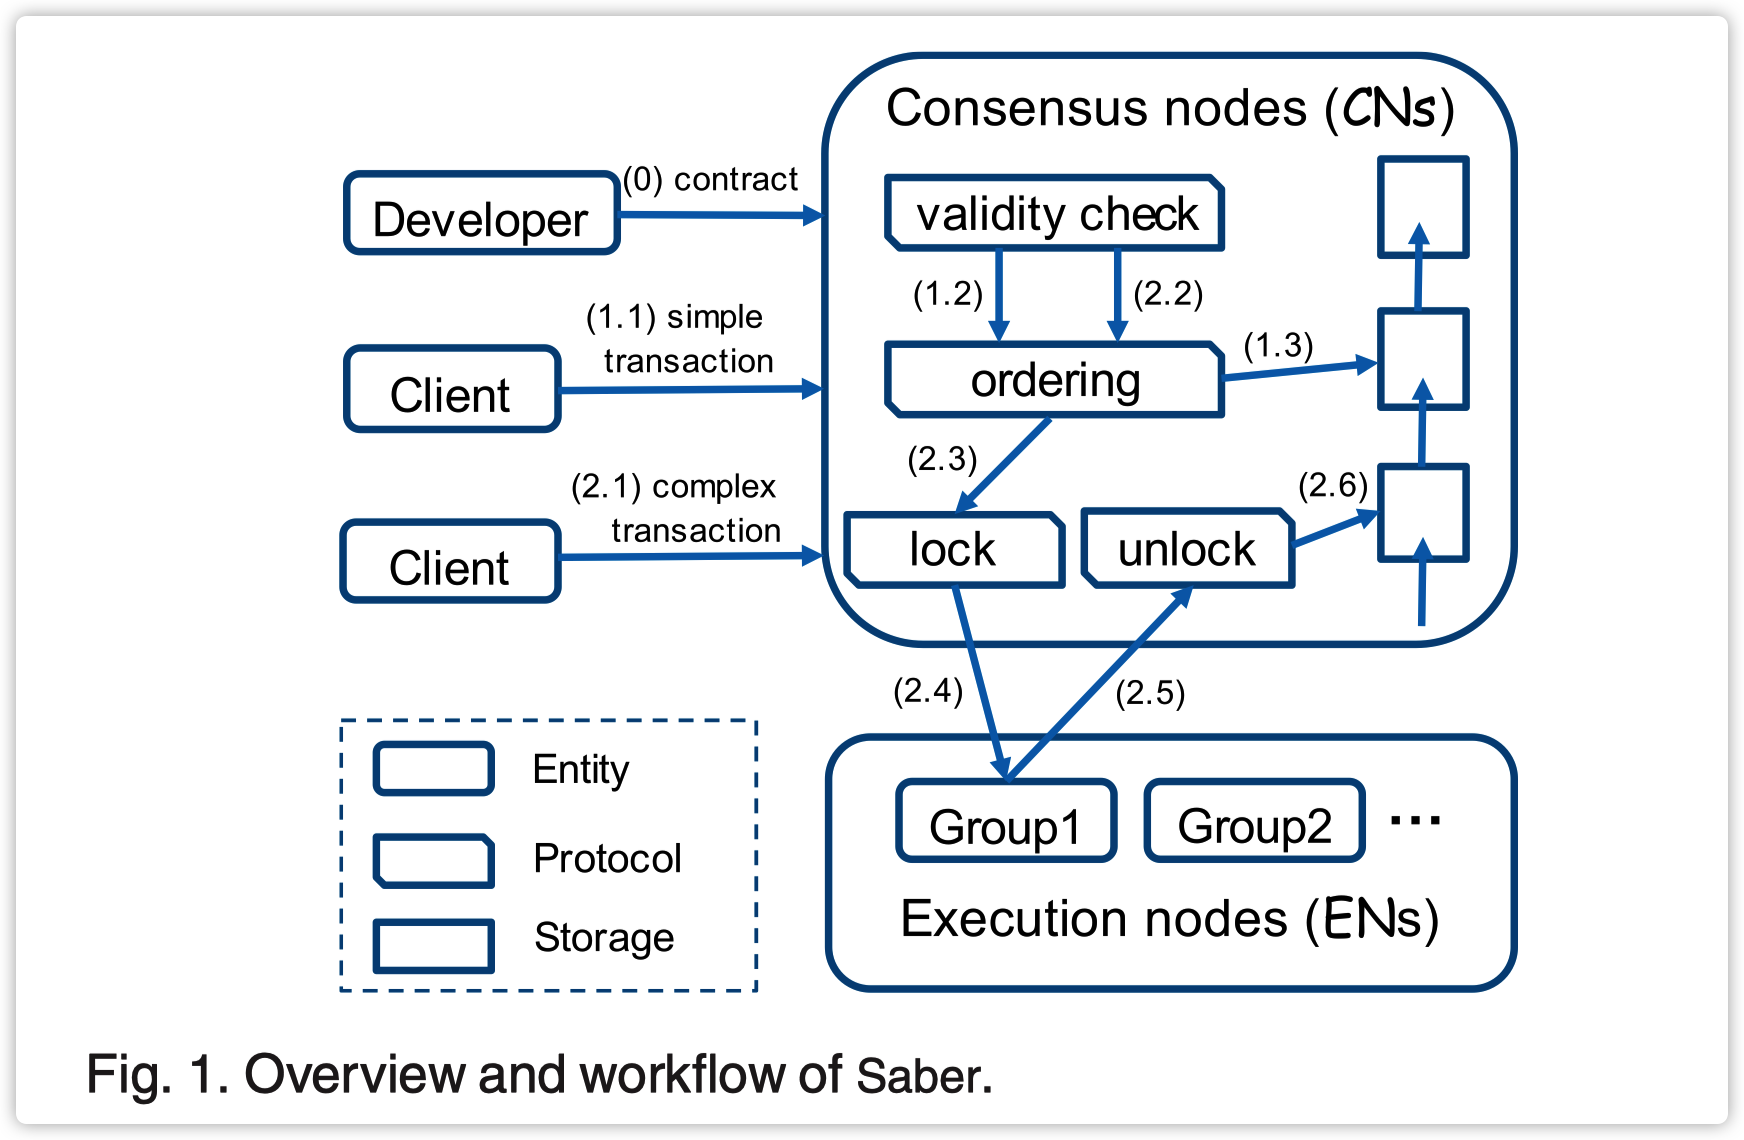 Consensus nodes (CNs)
Developer
(0) contract
validity check
(1.2)
(2.2)
(1.1) simple
transaction
Client
ordering
(1.3)
(2.3)
(2.1) complex
transaction
Client
lock
unlock
(2.6)
(2.4)
(2.5)
Entity
Protocol
Storage
Group1
Group2
...
Execution nodes (ENs)
Fig. 1. Overview and workflow of Saber.